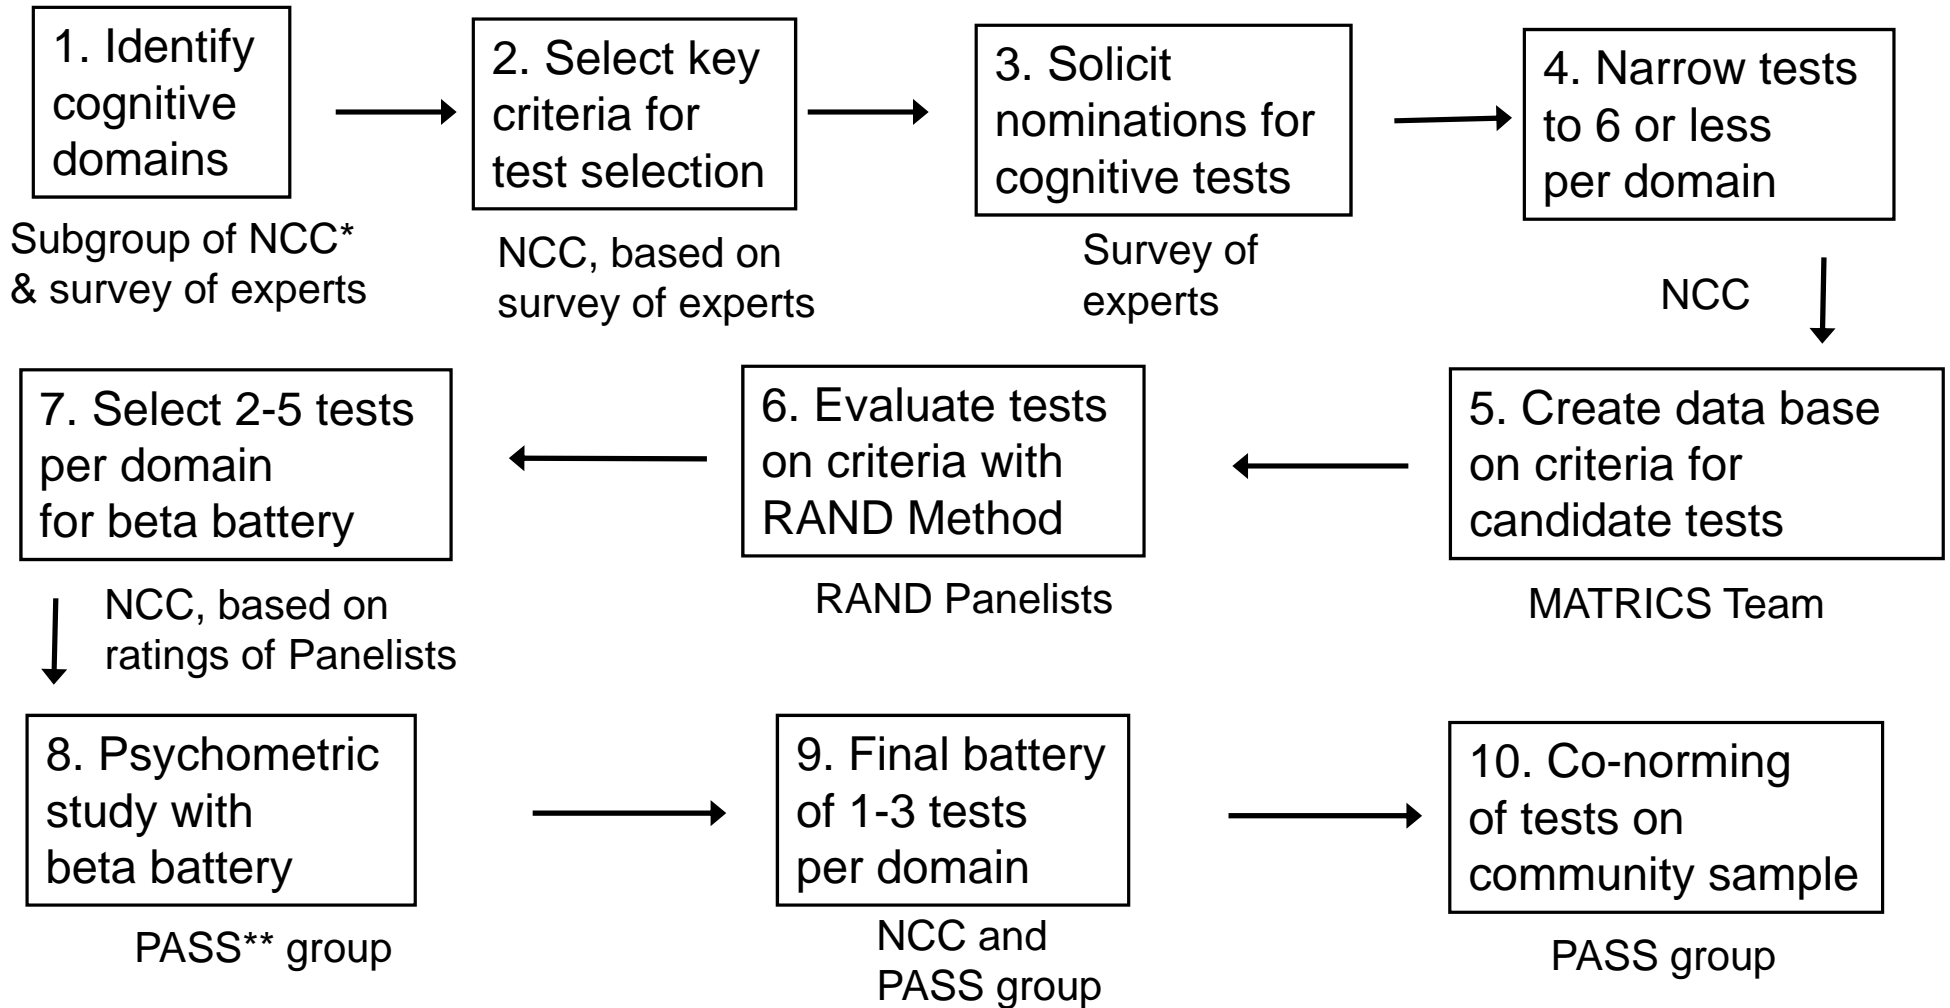 1. Identify
cognitive
domains
Subgroup of NCC*
& survey of experts
2. Select key
criteria for
test selection
NCC, based on
survey of experts
3. Solicit
nominations for
cognitive tests
Survey of
experts
4. Narrow tests
to 6 or less
per domain
NCC
5. Create data base
on criteria for
candidate tests
MATRICS Team
6. Evaluate tests
on criteria with
RAND Method
RAND Panelists
7. Select 2-5 tests
per domain
for beta battery
NCC, based on
ratings of Panelists
8. Psychometric
study with
beta battery
PASS** group
9. Final battery
of 1-3 tests
per domain
NCC and
PASS group
10. Co-norming
of tests on
community sample
PASS group